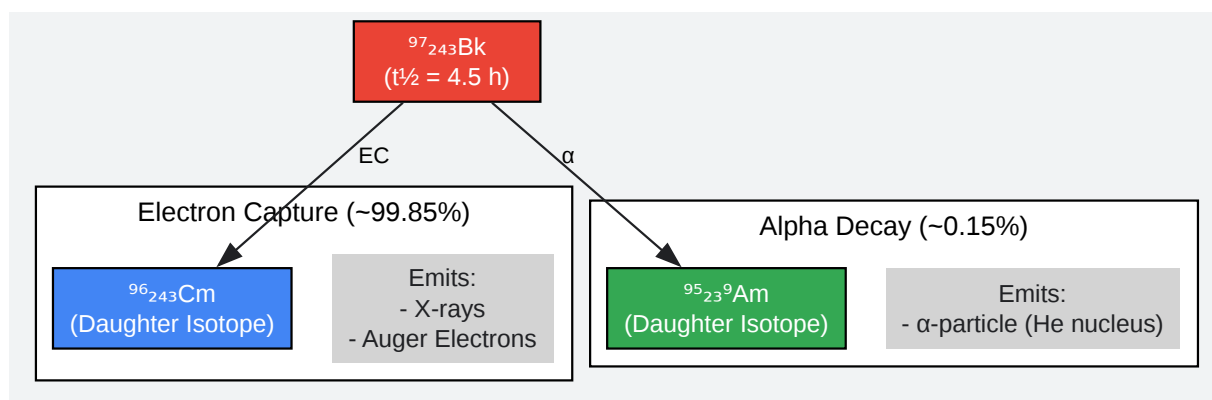 ⁹⁷₂₄₃Bk
(t½ = 4.5 h)
EC
α
Electron Capture (~99.85%)
⁹⁶₂₄₃Cm
(Daughter Isotope)
Emits:
- X-rays
- Auger Electrons
Alpha Decay (~0.15%)
⁹⁵₂₃⁹Am
(Daughter Isotope)
Emits:
- α-particle (He nucleus)